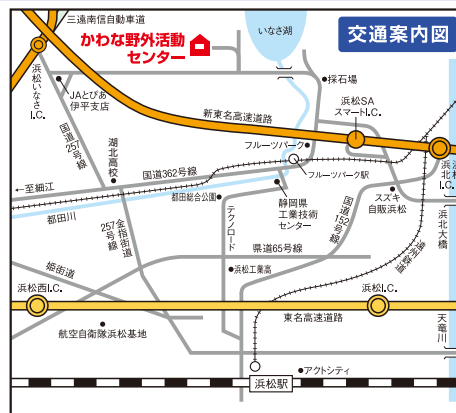 三遠南信自動車道
いなさ湖
交通案内図
かわな野外活動
センター
採石場
浜松いなさI.C.
JAとぴあ
伊平支店
国道257号線
新東名高速道路
浜松SA
スマートI.C.
湖北高校
フルーツパーク
国道362号線
フルーツパーク駅
浜北I.C.
←至細江
都田総合公園
静岡県
工業技術
センター
スズキ
自販浜松
浜北大橋
都田川
金指街道
257号線
テクノロード
国道152号線
県道65号線
遠州鉄道
姫街道
浜松工業高
浜松西I.C.
浜松I.C.
東名高速道路
航空自衛隊浜松基地
天竜川
アクトシティ
浜松駅